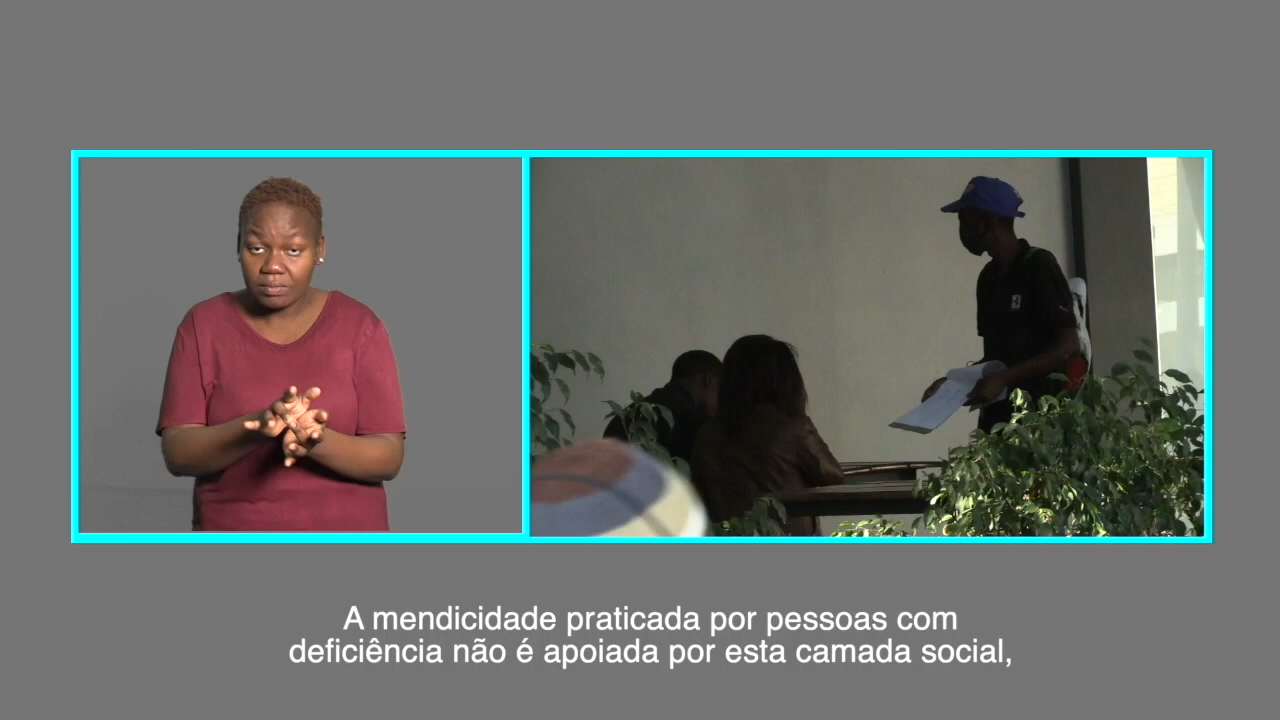 A mendicidade praticada por pessoas com
deficiência não é apoiada por esta camada social,